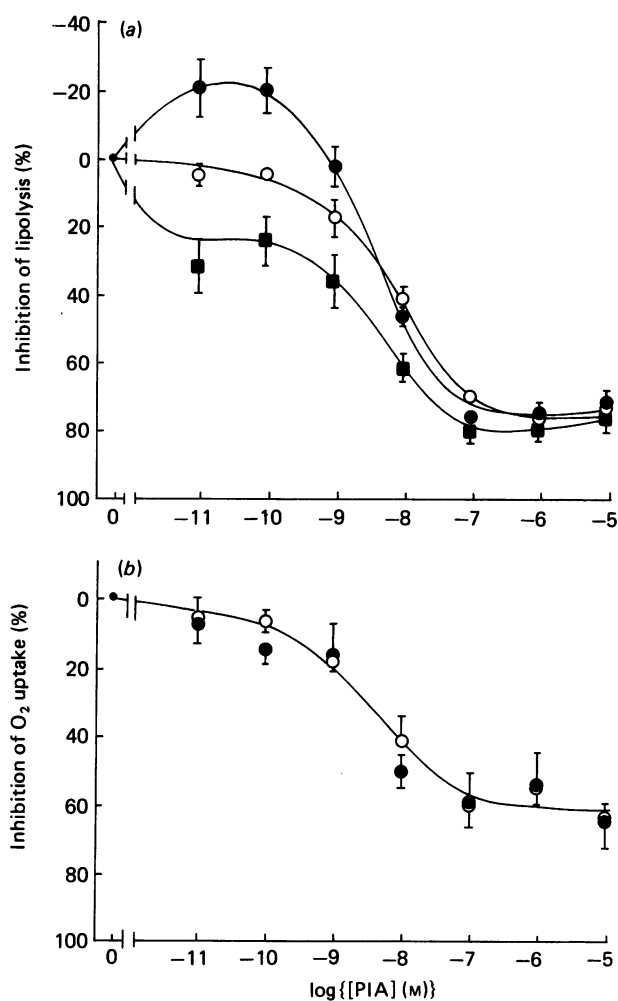 (a)
Inhibition of lipolysis (%)
−40
−20
0
20
40
60
80
100
0 −11 −10 −9 −8 −7 −6 −5
(b)
Inhibition of O₂ uptake (%)
0
20
40
60
80
100
0 −11 −10 −9 −8 −7 −6 −5
log{[PIA] (M)}